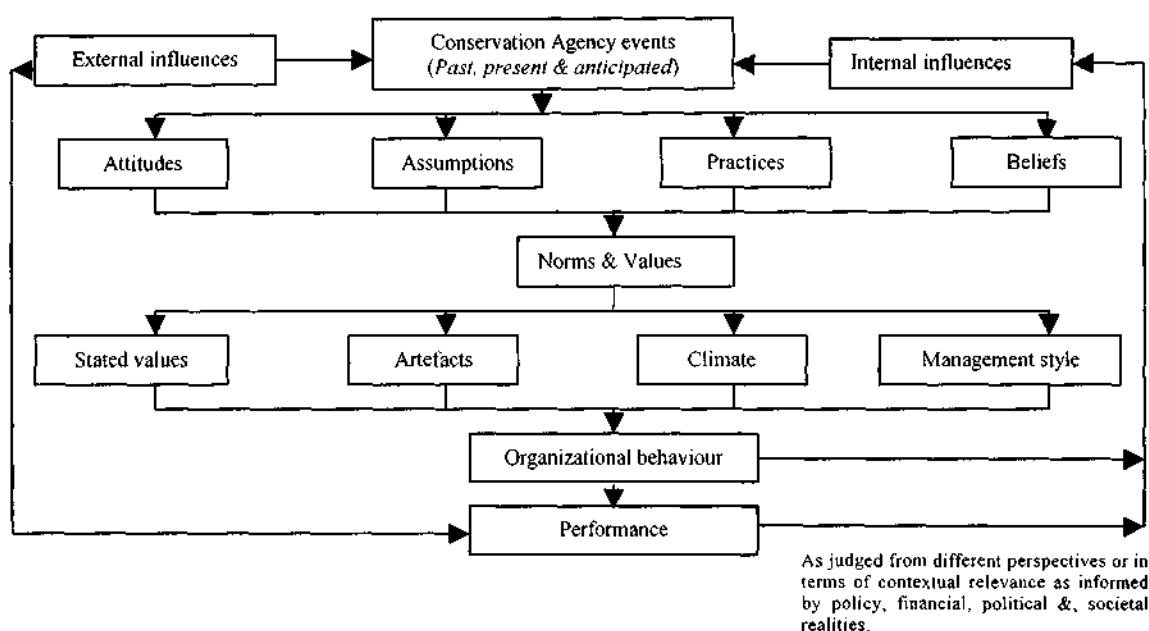 External influences
Conservation Agency events
(Past, present & anticipated)
Internal influences
Attitudes
Assumptions
Practices
Beliefs
Norms & Values
Stated values
Artefacts
Climate
Management style
Organizational behaviour
Performance
As judged from different perspectives or in
terms of contextual relevance as informed
by policy, financial, political &, societal
realities.